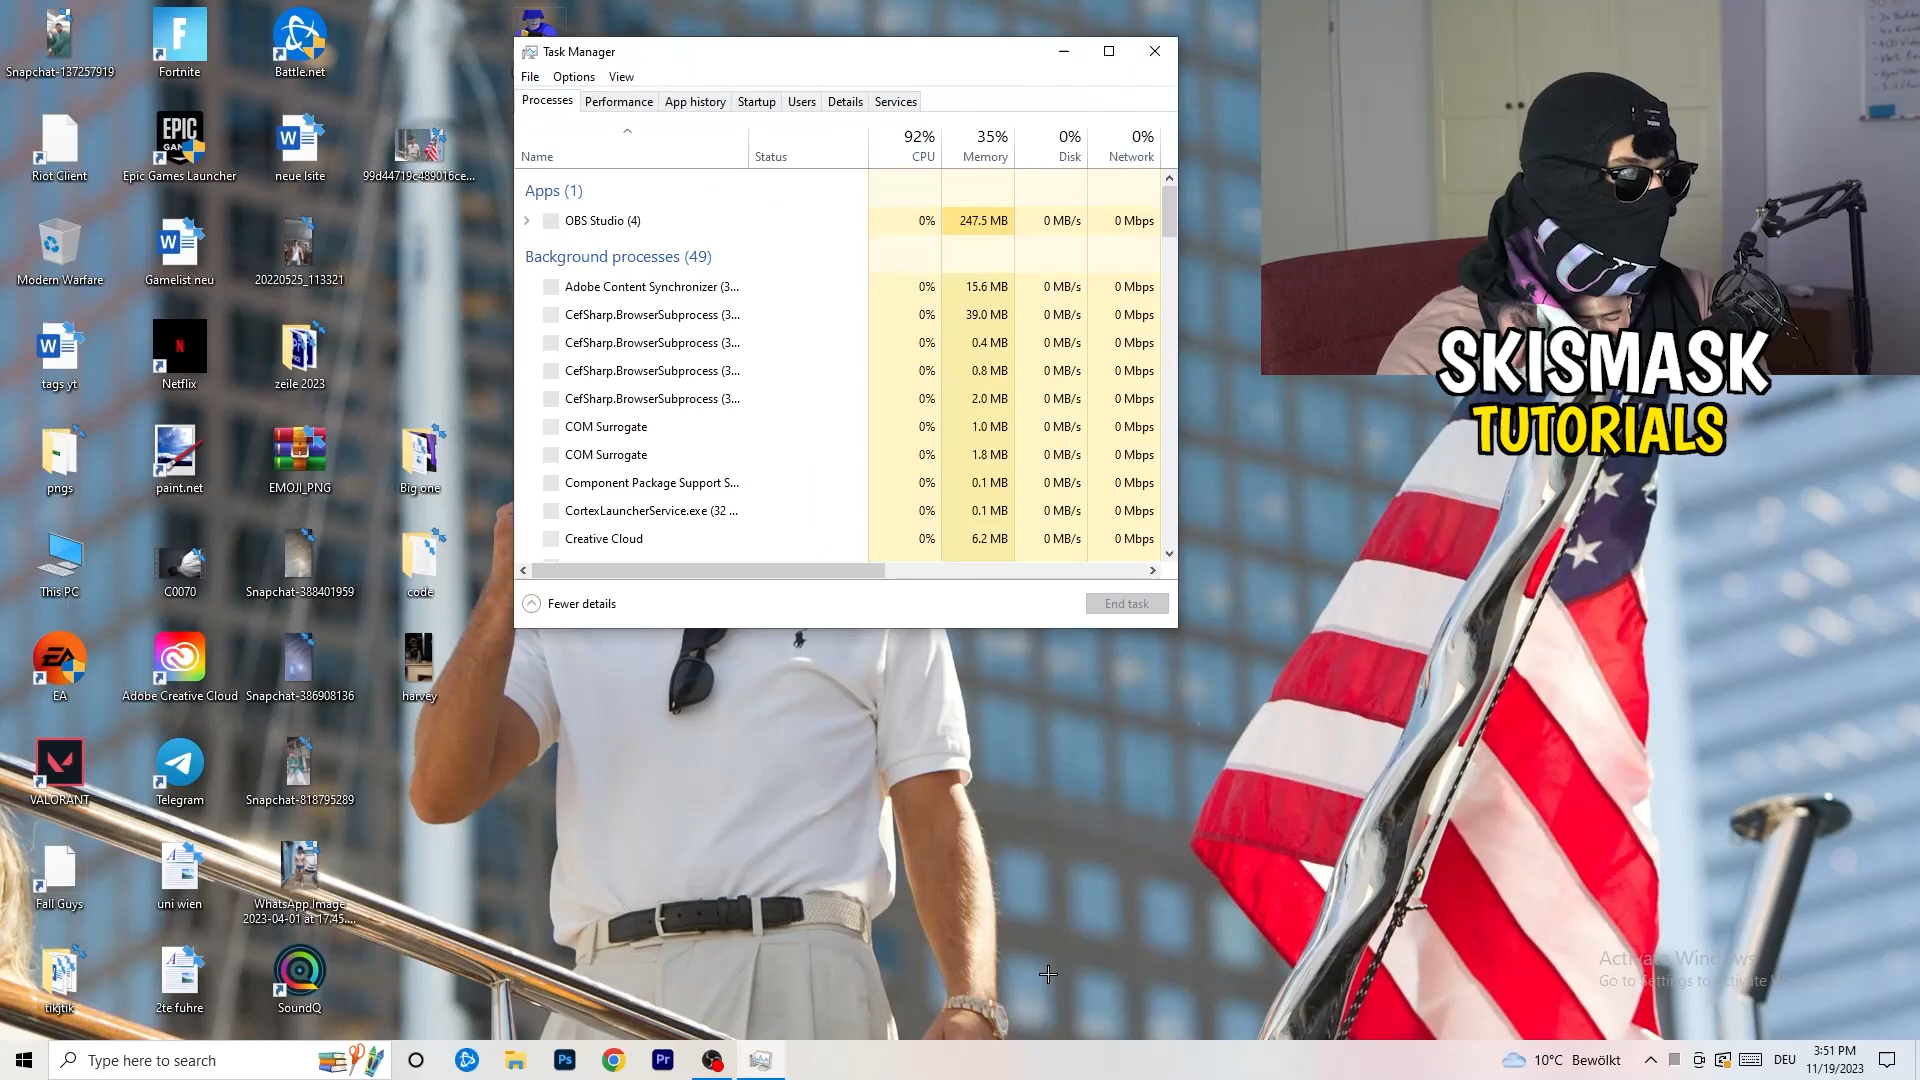 Snapchat-137257919
Fortnite
Battle.net
Riot Client
EPIC
GAMES
Epic Games Launcher
neue lsite
99d44719c489016ce...
Modern Warfare
Gamelist neu
20220525_113321
tags yt
Netflix
zeile 2023
pngs
paint.net
EMOJI_PNG
Big one
This PC
C0070
Snapchat-388401959
code
EA
Adobe Creative Cloud
Snapchat-386908136
harvey
VALORANT
Telegram
Snapchat-818795289
Fall Guys
uni wien
WhatsApp Image
2023-04-01 at 17.45....
tikjtik
2te fuhre
SoundQ
Task Manager
File Options View
Processes Performance App history Startup Users Details Services
92% 35% 0% 0%
Name Status CPU Memory Disk Network
Apps (1)
OBS Studio (4) 0% 247.5 MB 0 MB/s 0 Mbps
Background processes (49)
Adobe Content Synchronizer (3... 0% 15.6 MB 0 MB/s 0 Mbps
CefSharp.BrowserSubprocess (3... 0% 39.0 MB 0 MB/s 0 Mbps
CefSharp.BrowserSubprocess (3... 0% 0.4 MB 0 MB/s 0 Mbps
CefSharp.BrowserSubprocess (3... 0% 0.8 MB 0 MB/s 0 Mbps
CefSharp.BrowserSubprocess (3... 0% 2.0 MB 0 MB/s 0 Mbps
COM Surrogate 0% 1.0 MB 0 MB/s 0 Mbps
COM Surrogate 0% 1.8 MB 0 MB/s 0 Mbps
Component Package Support S... 0% 0.1 MB 0 MB/s 0 Mbps
CortexLauncherService.exe (32 ... 0% 0.1 MB 0 MB/s 0 Mbps
Creative Cloud 0% 6.2 MB 0 MB/s 0 Mbps
Fewer details
End task
SKISMASK
TUTORIALS
Activate Windows
Go to Settings to activate
Type here to search
Ps
Pr
10°C Bewölkt
DEU
3:51 PM
11/19/2023